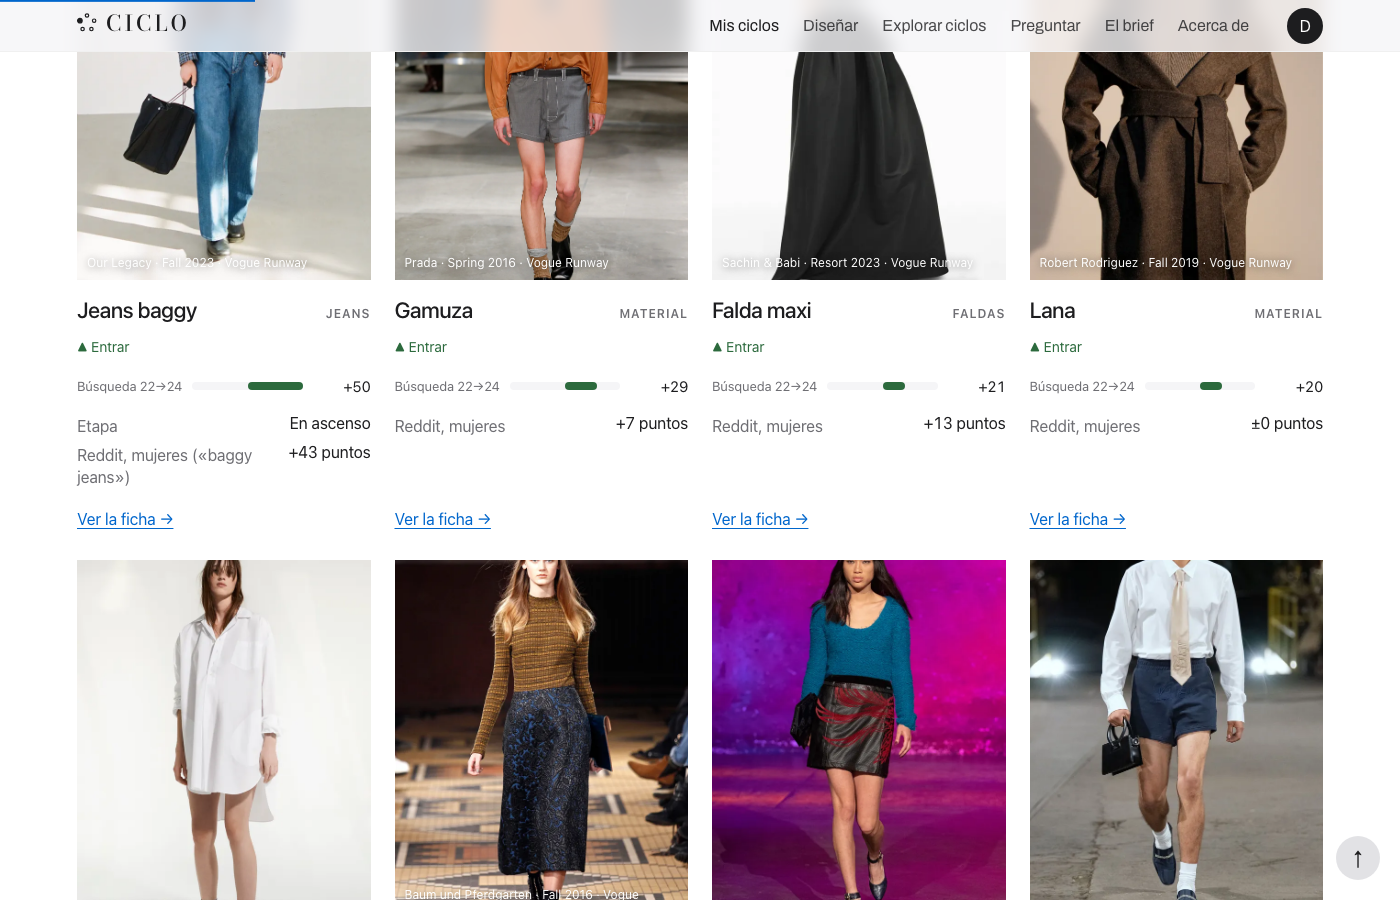 CICLO
Mis ciclos Diseñar Explorar ciclos Preguntar El brief Acerca de D
Our Legacy · Fall 2023 · Vogue Runway
Prada · Spring 2016 · Vogue Runway
Sachin & Babi · Resort 2023 · Vogue Runway
Robert Rodriguez · Fall 2019 · Vogue Runway
Jeans baggy JEANS
▲ Entrar
Búsqueda 22→24 +50
Etapa En ascenso
Reddit, mujeres («baggy +43 puntos
jeans»)
Ver la ficha →
Gamuza MATERIAL
▲ Entrar
Búsqueda 22→24 +29
Reddit, mujeres +7 puntos
Ver la ficha →
Falda maxi FALDAS
▲ Entrar
Búsqueda 22→24 +21
Reddit, mujeres +13 puntos
Ver la ficha →
Lana MATERIAL
▲ Entrar
Búsqueda 22→24 +20
Reddit, mujeres ±0 puntos
Ver la ficha →
Baum und Pferdgarten · Fall 2016 · Vogue
↑